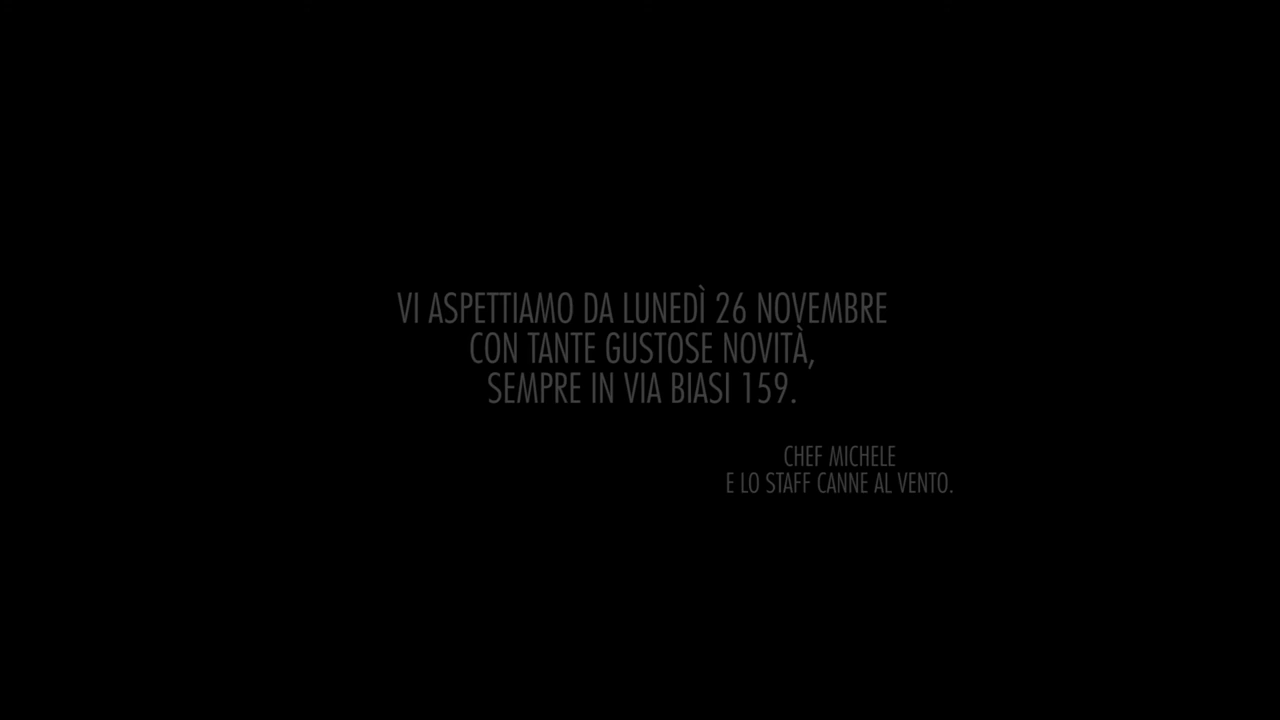 VI ASPETTIAMO DA LUNEDÌ 26 NOVEMBRE
CON TANTE GUSTOSE NOVITÀ,
SEMPRE IN VIA BIASI 159.
CHEF MICHELE
E LO STAFF CANNE AL VENTO.